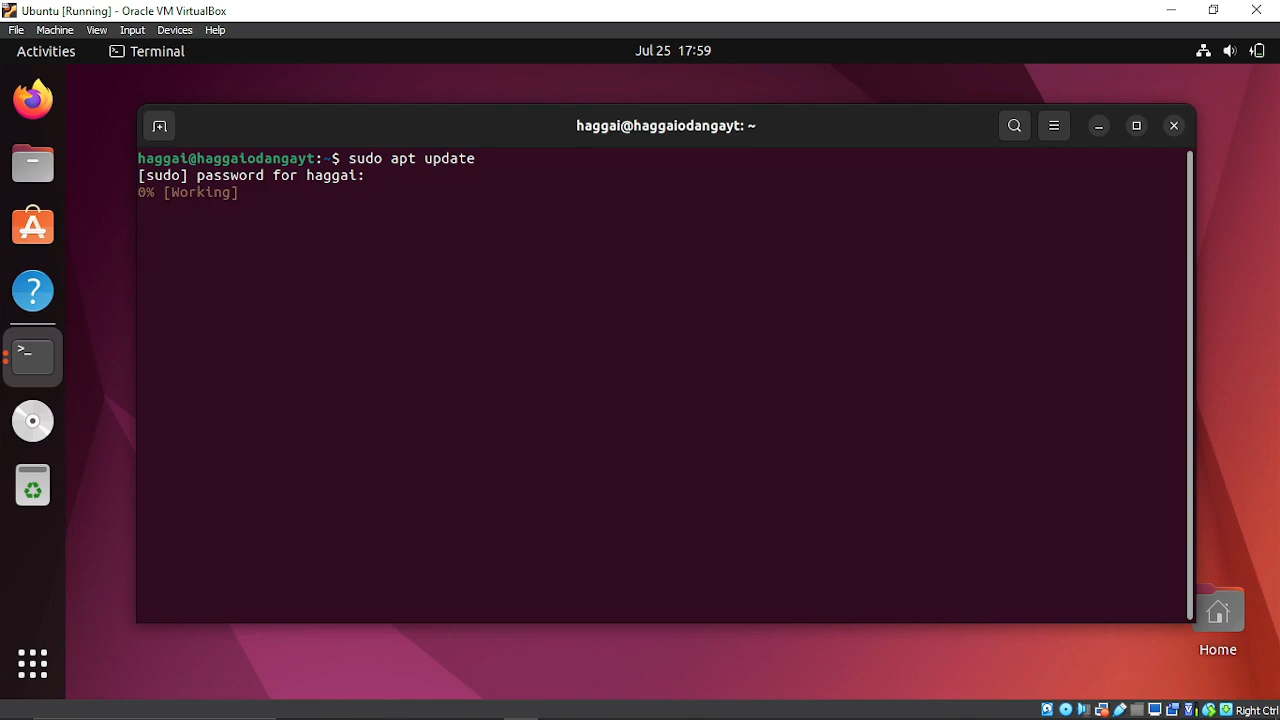 Ubuntu [Running] - Oracle VM VirtualBox
File Machine View Input Devices Help
Activities Terminal Jul 25 17:59
haggai@haggaiodangayt: ~
haggai@haggaiodangayt:~$ sudo apt update
[sudo] password for haggai:
0% [Working]
>_
Home
Right Ctrl